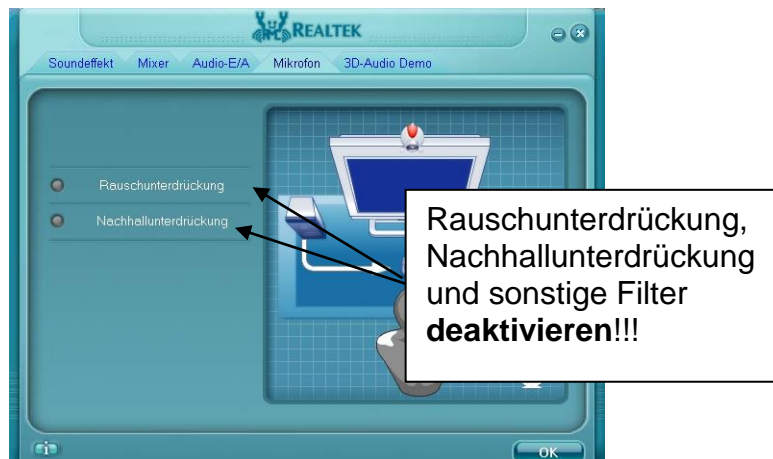 REALTEK
Soundeffekt Mixer Audio-E/A Mikrofon 3D-Audio Demo
Rauschunterdrückung
Nachhallunterdrückung
Rauschunterdrückung,
Nachhallunterdrückung
und sonstige Filter
deaktivieren!!!
OK